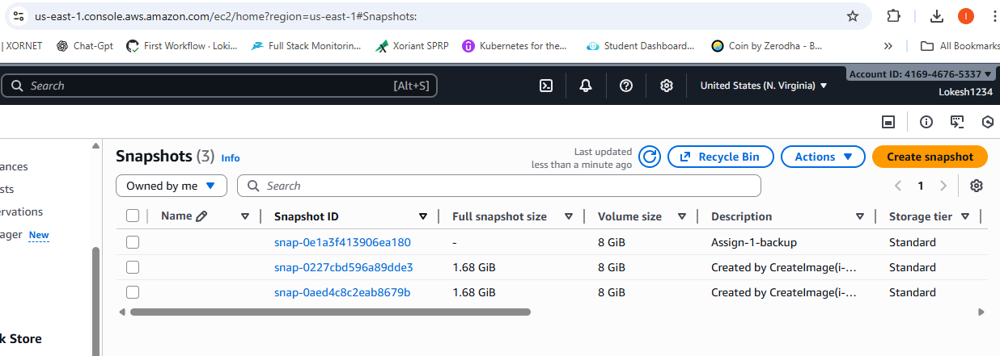 us-east-1.console.aws.amazon.com/ec2/home?region=us-east-1#Snapshots:
I
| XORNET Chat-Gpt First Workflow · Loki... Full Stack Monitorin... Xoriant SPRP Kubernetes for the... Student Dashboard... Coin by Zerodha - B... » All Bookmarks
Search [Alt+S] United States (N. Virginia) ▼ Account ID: 4169-4676-5337 ▼
Lokesh1234
Snapshots (3) Info
Last updated
less than a minute ago
Recycle Bin Actions ▼ Create snapshot
ances
sts
ervations
ager New
k Store
Owned by me ▼ Search 1
Name Snapshot ID Full snapshot size Volume size Description Storage tier
snap-0e1a3f413906ea180 - 8 GiB Assign-1-backup Standard
snap-0227cbd596a89dde3 1.68 GiB 8 GiB Created by CreateImage(i-... Standard
snap-0aed4c8c2eab8679b 1.68 GiB 8 GiB Created by CreateImage(i-... Standard